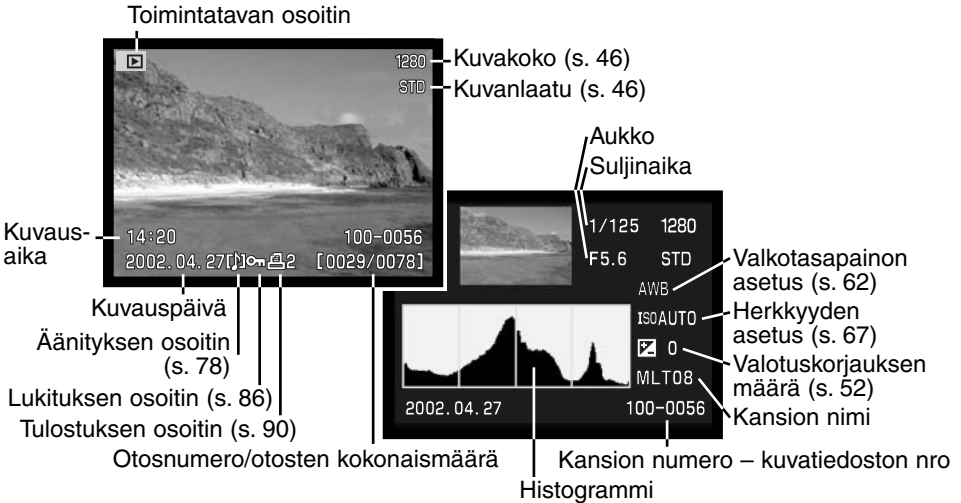 Toimintatavan osoitin
1280
Kuvakoko (s. 46)
STD
Kuvanlaatu (s. 46)
Aukko
Suljinaika
Kuvaus-
aika
14:20
100-0056
2002.04.27[♪] 2 [0029/0078]
1/125 1280
F5.6 STD
AWB
Valkotasapainon
asetus (s. 62)
ISOAUTO
Herkkyyden
asetus (s. 67)
0
Valotuskorjauksen
määrä (s. 52)
MLT08
Kansion nimi
2002.04.27
100-0056
Kuvauspäivä
Äänityksen osoitin
(s. 78)
Lukituksen osoitin (s. 86)
Tulostuksen osoitin (s. 90)
Otosnumero/otosten kokonaismäärä
Kansion numero – kuvatiedoston nro
Histogrammi